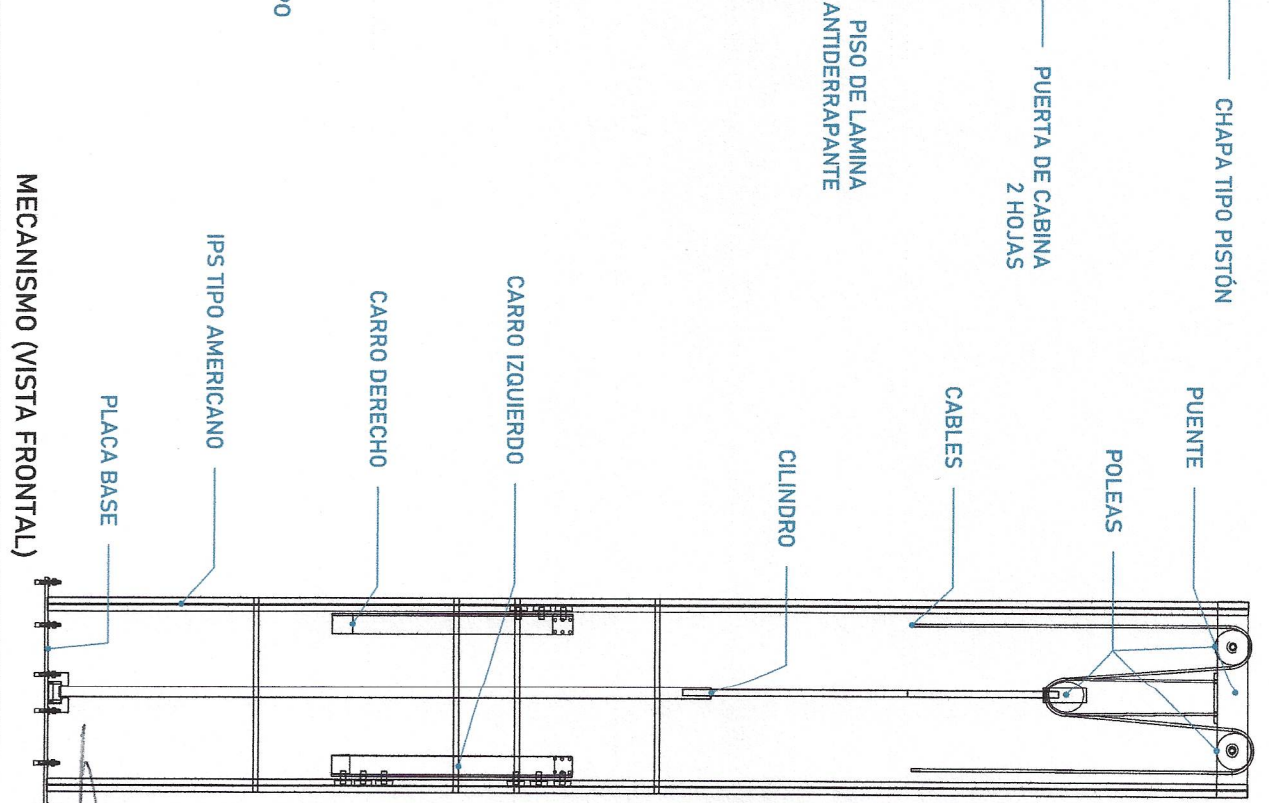 CHAPA TIPO PISTÓN
PUERTA DE CABINA
2 HOJAS
PISO DE LAMINA
ANTIDERRAPANTE
PO
PUENTE
POLEAS
CABLES
CILINDRO
CARRO IZQUIERDO
CARRO DERECHO
IPS TIPO AMERICANO
PLACA BASE
MECANISMO (VISTA FRONTAL)